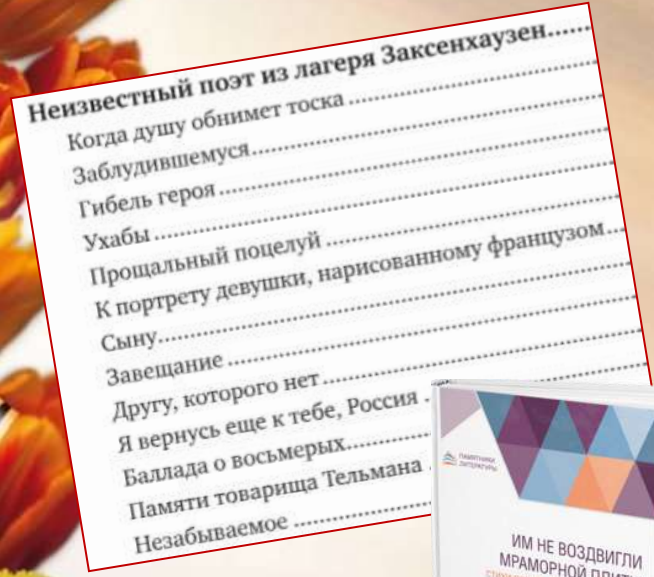 Неизвестный поэт из лагеря Заксенхаузен......
Когда душу обнимет тоска ..................................
Заблудившемуся..................................................
Гибель героя ........................................................
Ухабы ...................................................................
Прощальный поцелуй ..........................................
К портрету девушки, нарисованному французом...
Сыну......................................................................
Завещание ...........................................................
Другу, которого нет..............................................
Я вернусь еще к тебе, Россия ..............................
Баллада о восьмерых............
Памяти товарища Тельмана .
Незабываемое ....................
ПАМЯТНИКИ
ЛИТЕРАТУРЫ
ИМ НЕ ВОЗДВИГЛИ
МРАМОРНОЙ